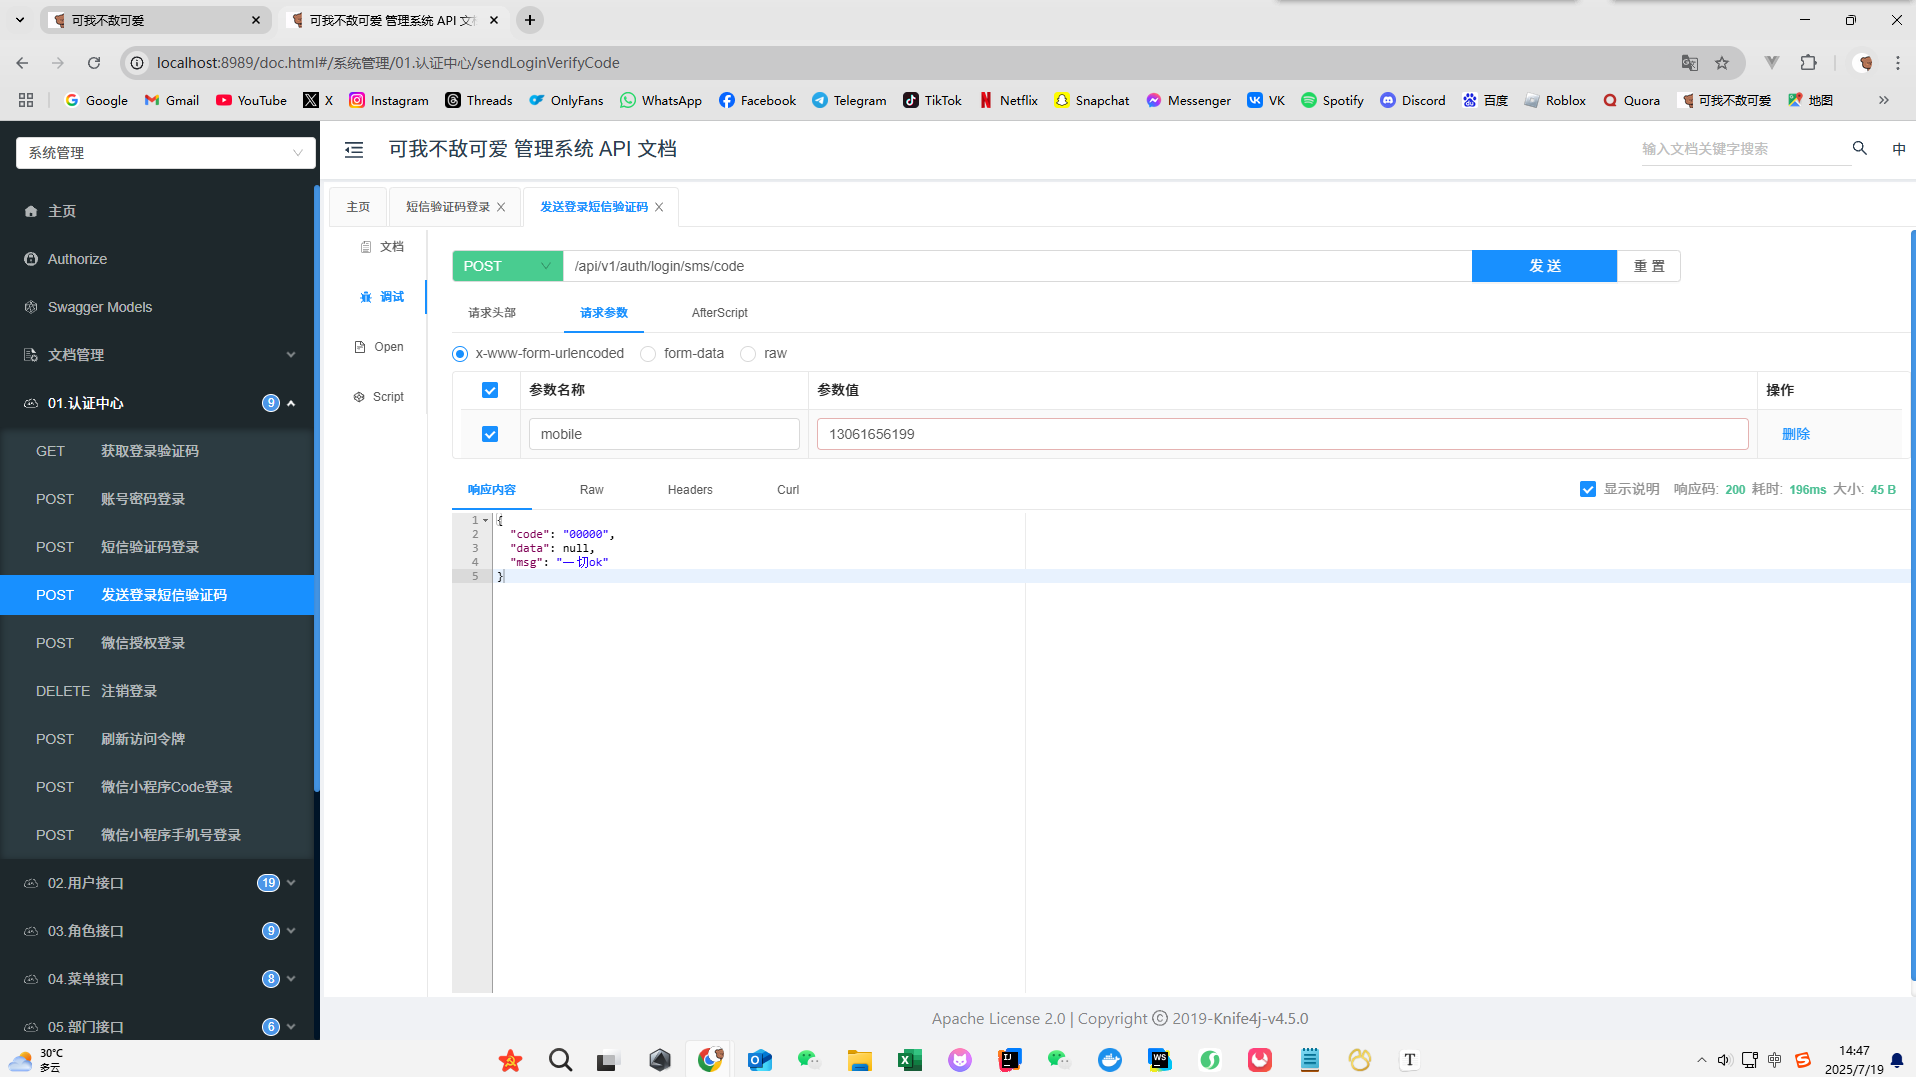 可我不敌可爱
可我不敌可爱 管理系统 API 文
localhost:8989/doc.html#/系统管理/01.认证中心/sendLoginVerifyCode
Google Gmail YouTube X Instagram Threads OnlyFans WhatsApp Facebook Telegram TikTok Netflix Snapchat Messenger VK Spotify Discord 百度 Roblox Quora 可我不敌可爱 地图
系统管理
可我不敌可爱 管理系统 API 文档
输入文档关键字搜索
中
主页
Authorize
Swagger Models
文档管理
01.认证中心 9
GET 获取登录验证码
POST 账号密码登录
POST 短信验证码登录
POST 发送登录短信验证码
POST 微信授权登录
DELETE 注销登录
POST 刷新访问令牌
POST 微信小程序Code登录
POST 微信小程序手机号登录
02.用户接口 19
03.角色接口 9
04.菜单接口 8
05.部门接口 6
主页 短信验证码登录 发送登录短信验证码
文档
调试
Open
Script
POST /api/v1/auth/login/sms/code 发 送 重 置
请求头部 请求参数 AfterScript
x-www-form-urlencoded form-data raw
参数名称 参数值 操作
mobile 13061656199 删除
响应内容 Raw Headers Curl 显示说明 响应码: 200 耗时: 196ms 大小: 45 B
1 {
2 "code": "00000",
3 "data": null,
4 "msg": "一切ok"
5 }
Apache License 2.0 | Copyright © 2019-Knife4j-v4.5.0
30°C
多云
中
14:47
2025/7/19